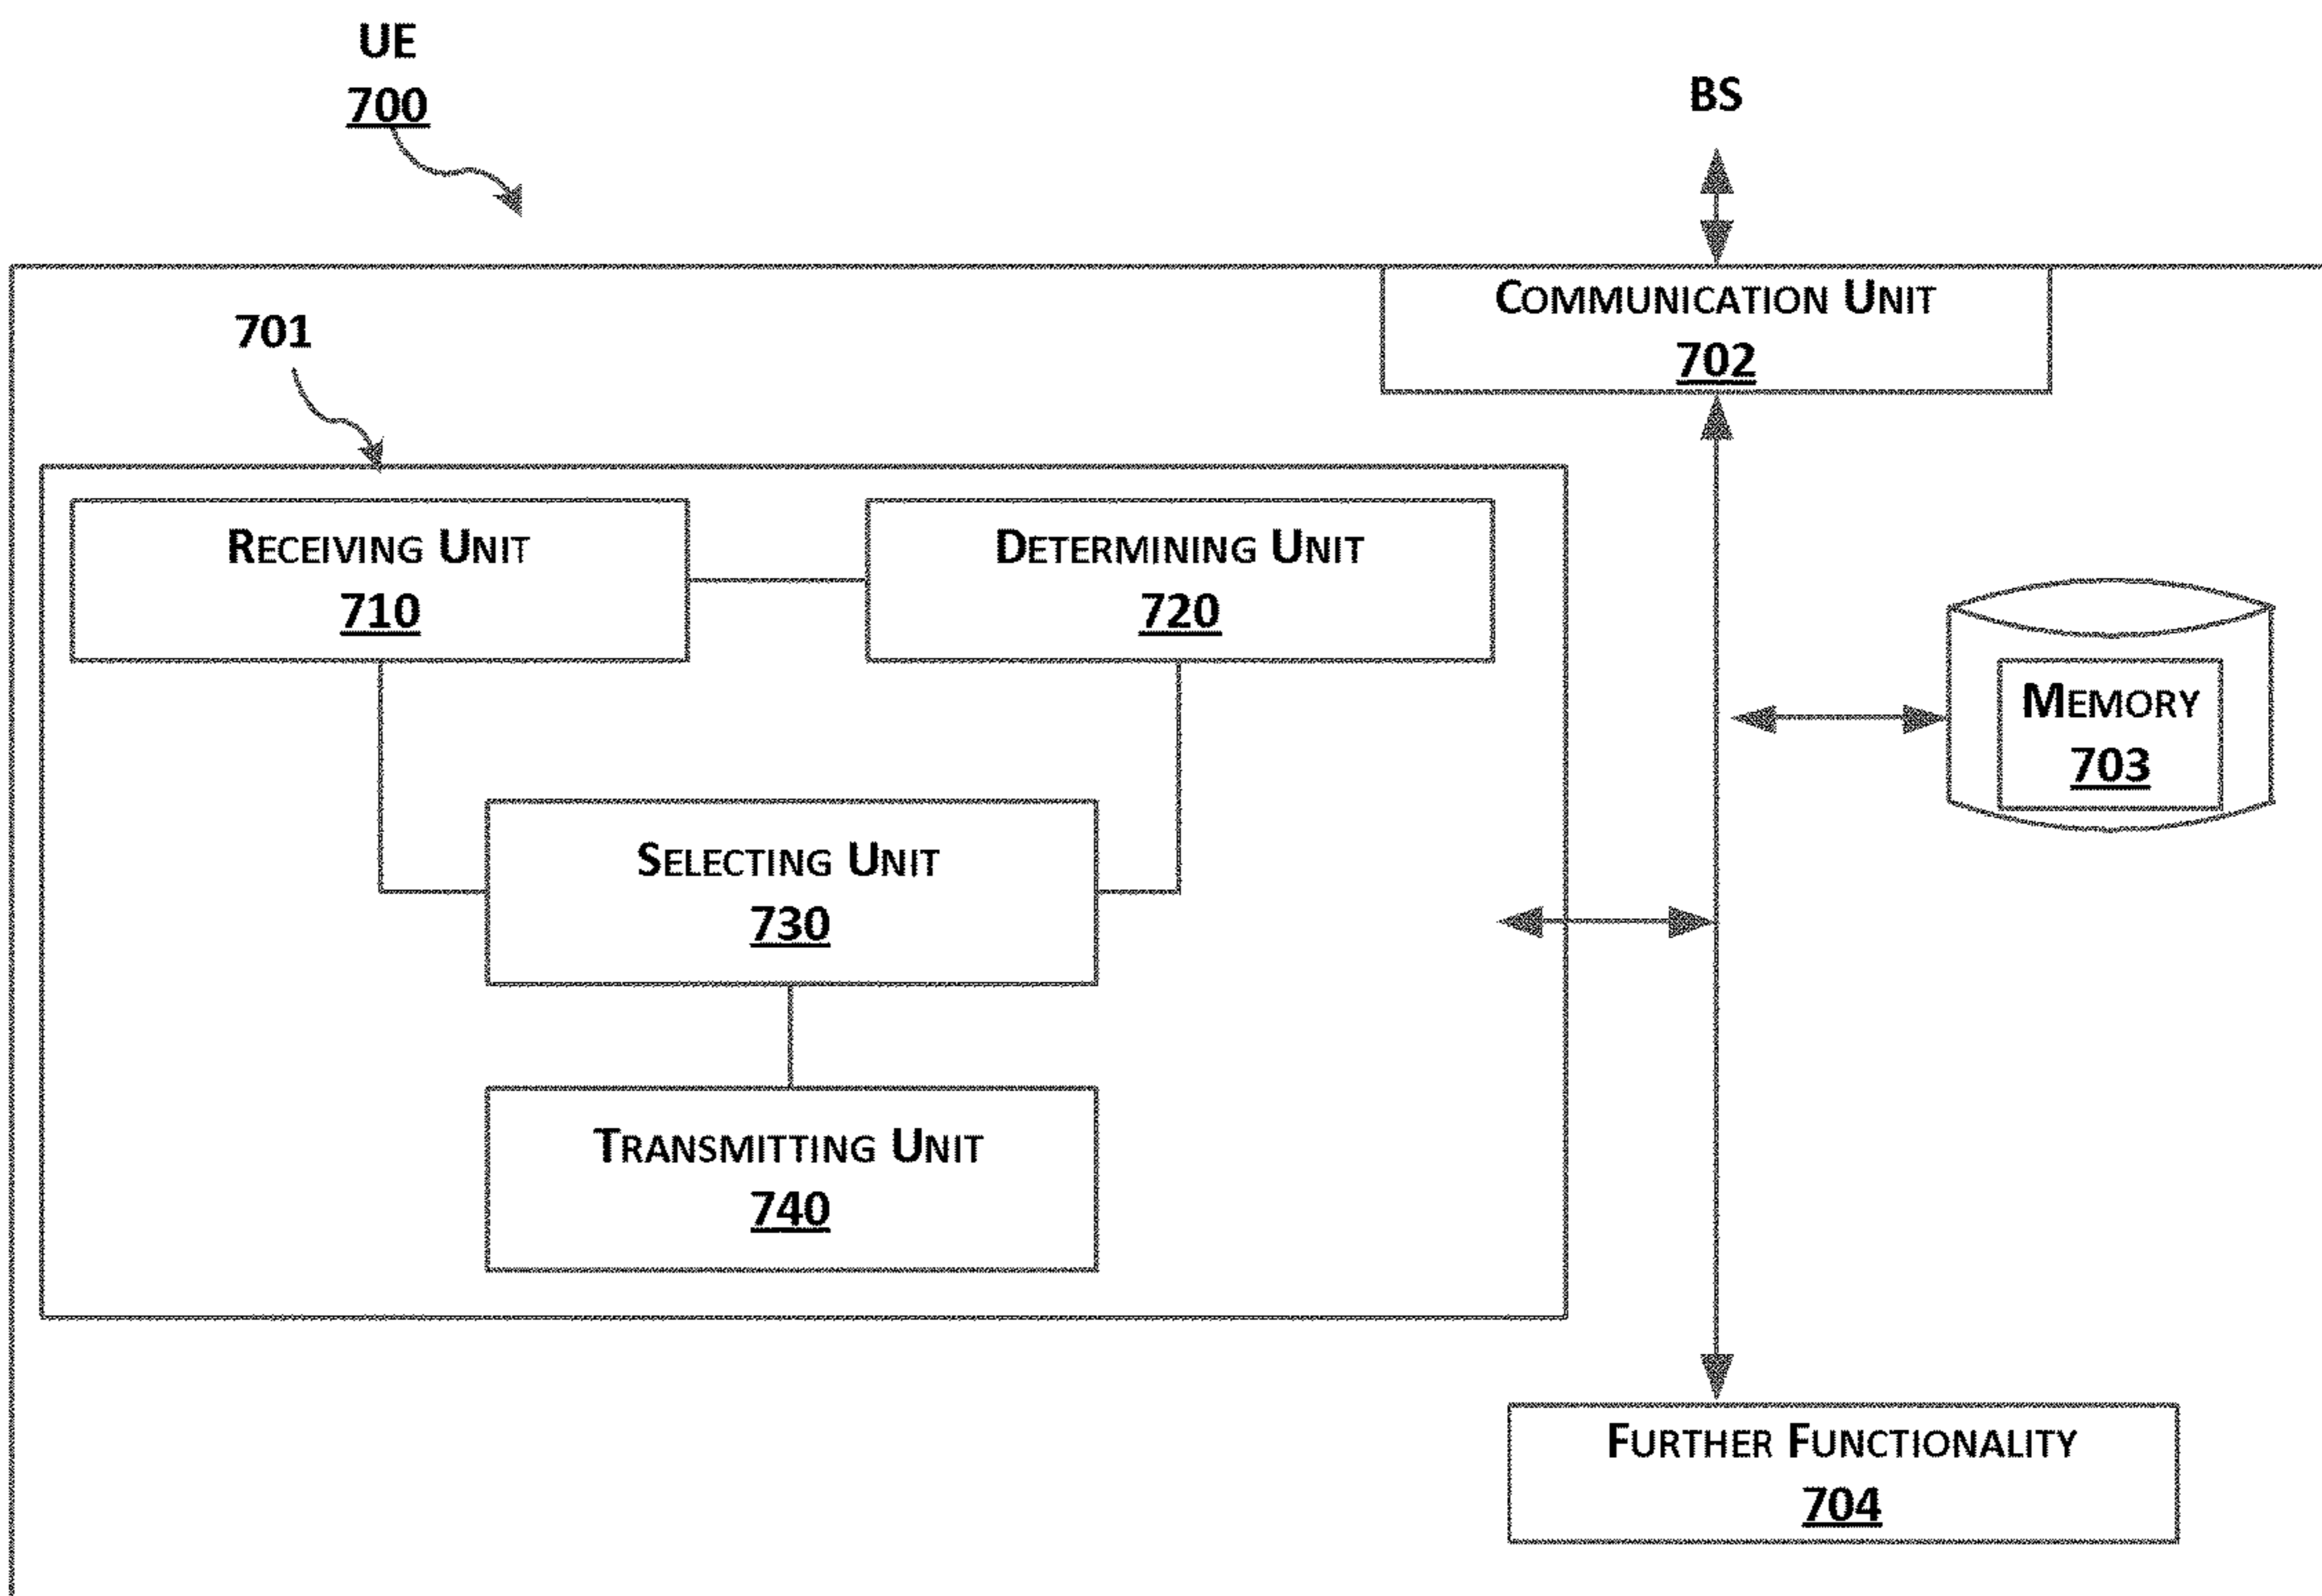 UE
700
BS
COMMUNICATION UNIT
702
701
RECEIVING UNIT
710
DETERMINING UNIT
720
MEMORY
703
SELECTING UNIT
730
TRANSMITTING UNIT
740
FURTHER FUNCTIONALITY
704